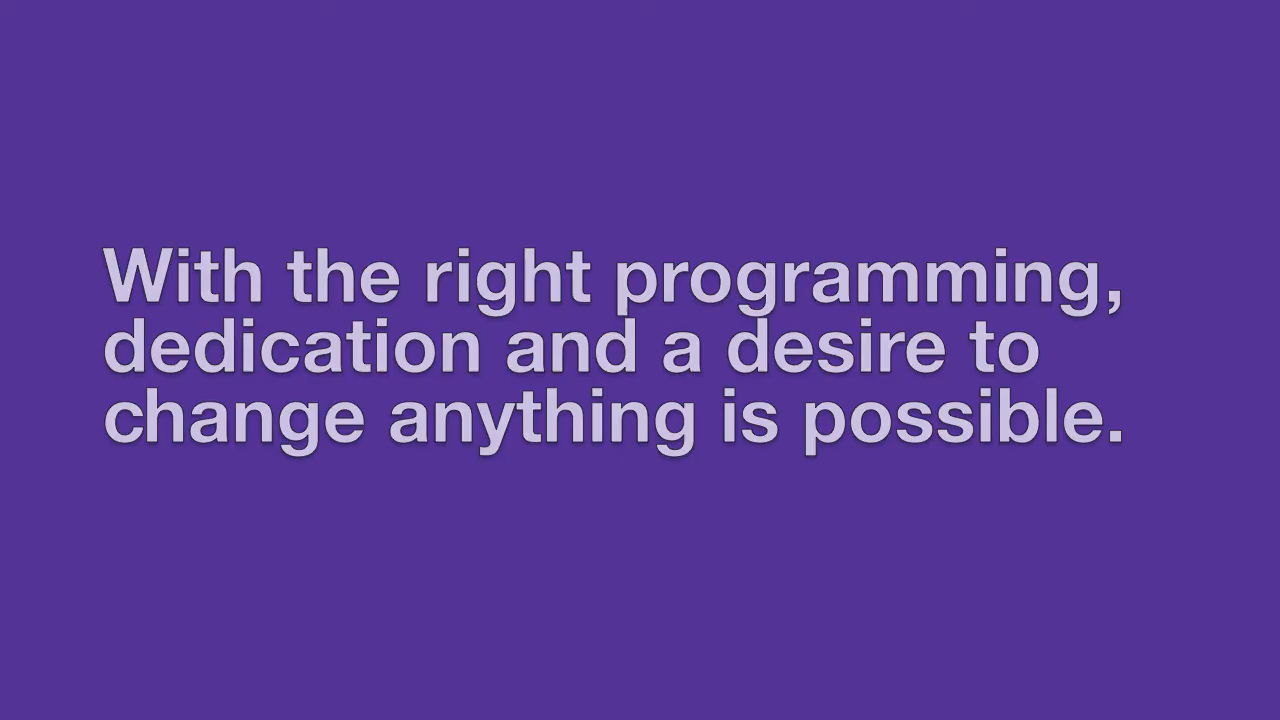 With the right programming,
dedication and a desire to
change anything is possible.